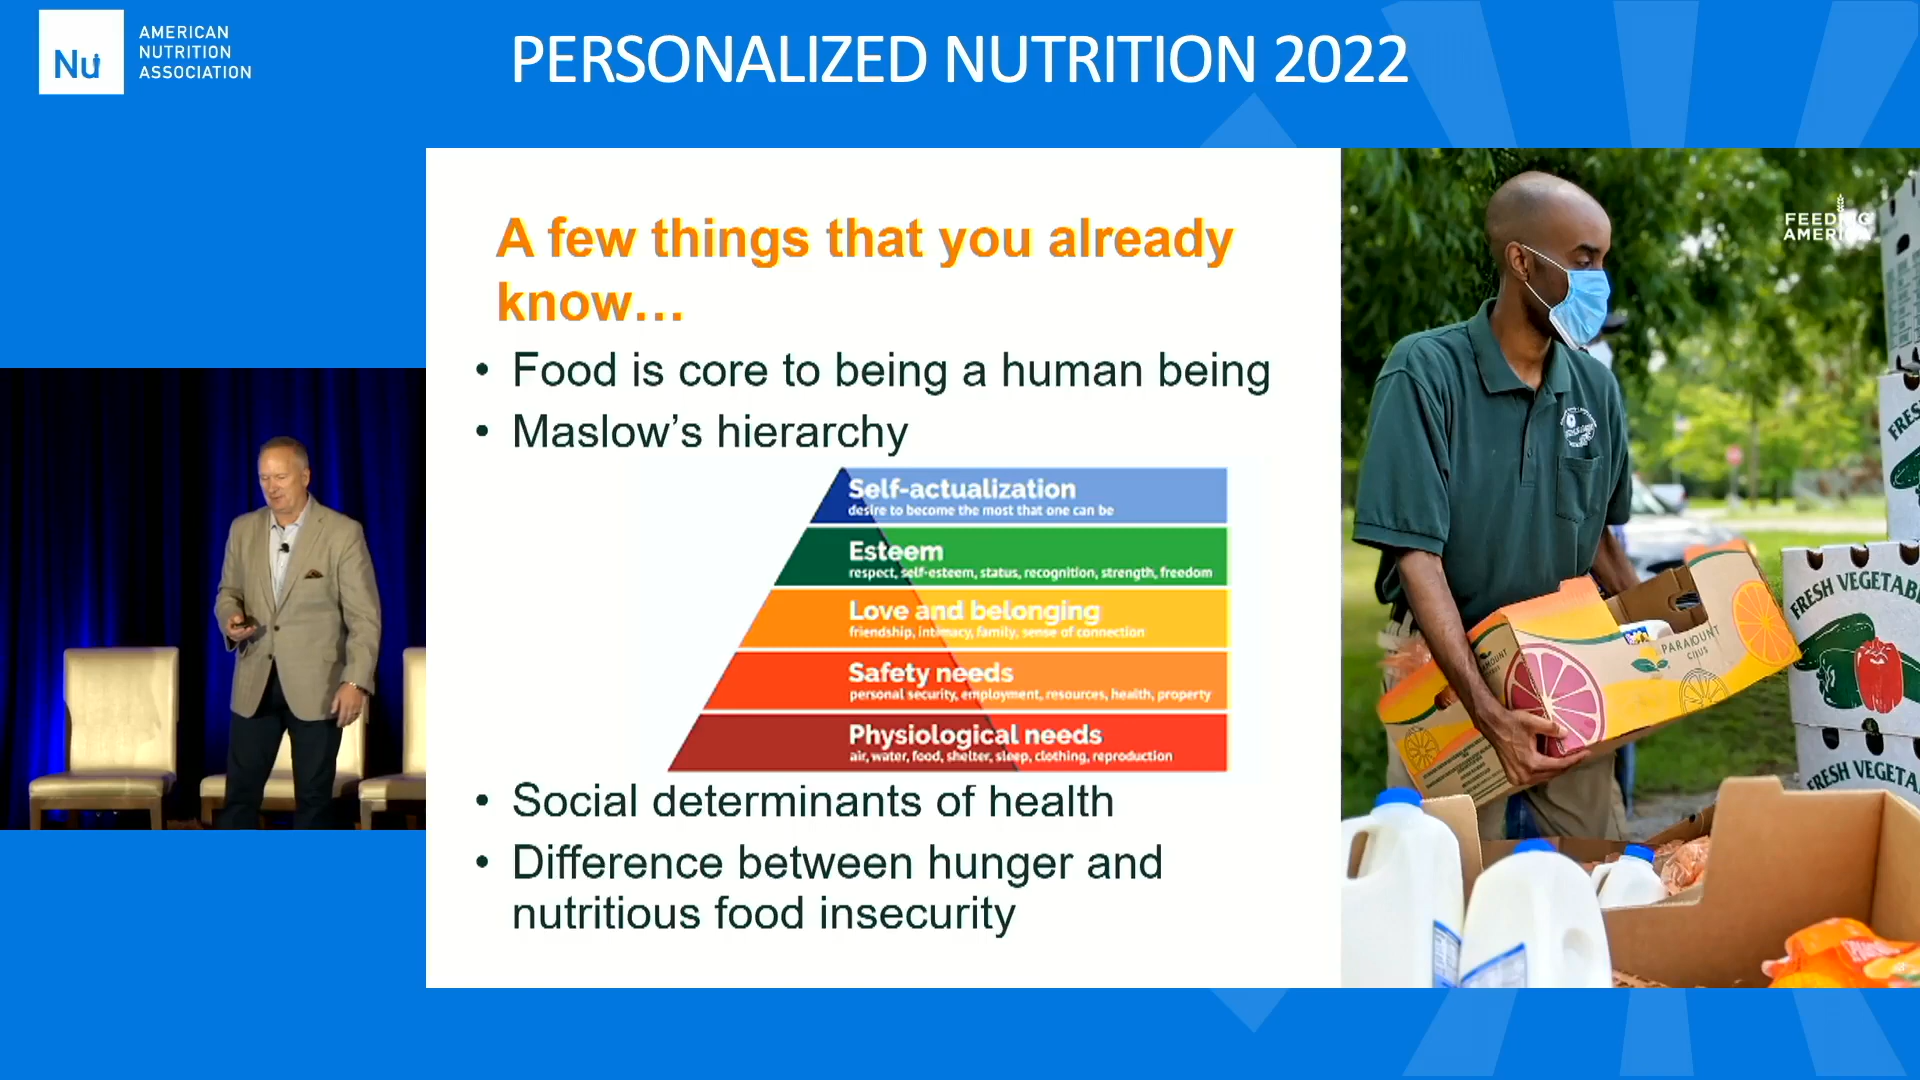 Nu
AMERICAN
NUTRITION
ASSOCIATION
PERSONALIZED NUTRITION 2022
A few things that you already
know…
• Food is core to being a human being
• Maslow's hierarchy
Self-actualization
desire to become the most that one can be
Esteem
respect, self-esteem, status, recognition, strength, freedom
Love and belonging
friendship, intimacy, family, sense of connection
Safety needs
personal security, employment, resources, health, property
Physiological needs
air, water, food, shelter, sleep, clothing, reproduction
• Social determinants of health
• Difference between hunger and
nutritious food insecurity
FEEDING
AMERICA
FRES
PARAMOUNT
CITRUS
FRESH VEGETAB
FRESH VEGETA